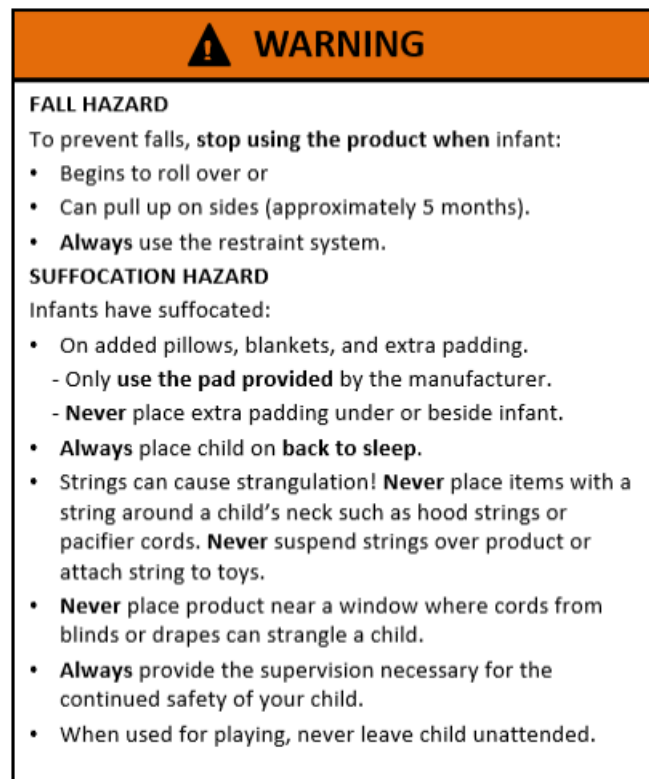 WARNING
FALL HAZARD
To prevent falls, stop using the product when infant:
• Begins to roll over or
• Can pull up on sides (approximately 5 months).
• Always use the restraint system.
SUFFOCATION HAZARD
Infants have suffocated:
• On added pillows, blankets, and extra padding.
- Only use the pad provided by the manufacturer.
- Never place extra padding under or beside infant.
• Always place child on back to sleep.
• Strings can cause strangulation! Never place items with a
string around a child’s neck such as hood strings or
pacifier cords. Never suspend strings over product or
attach string to toys.
• Never place product near a window where cords from
blinds or drapes can strangle a child.
• Always provide the supervision necessary for the
continued safety of your child.
• When used for playing, never leave child unattended.